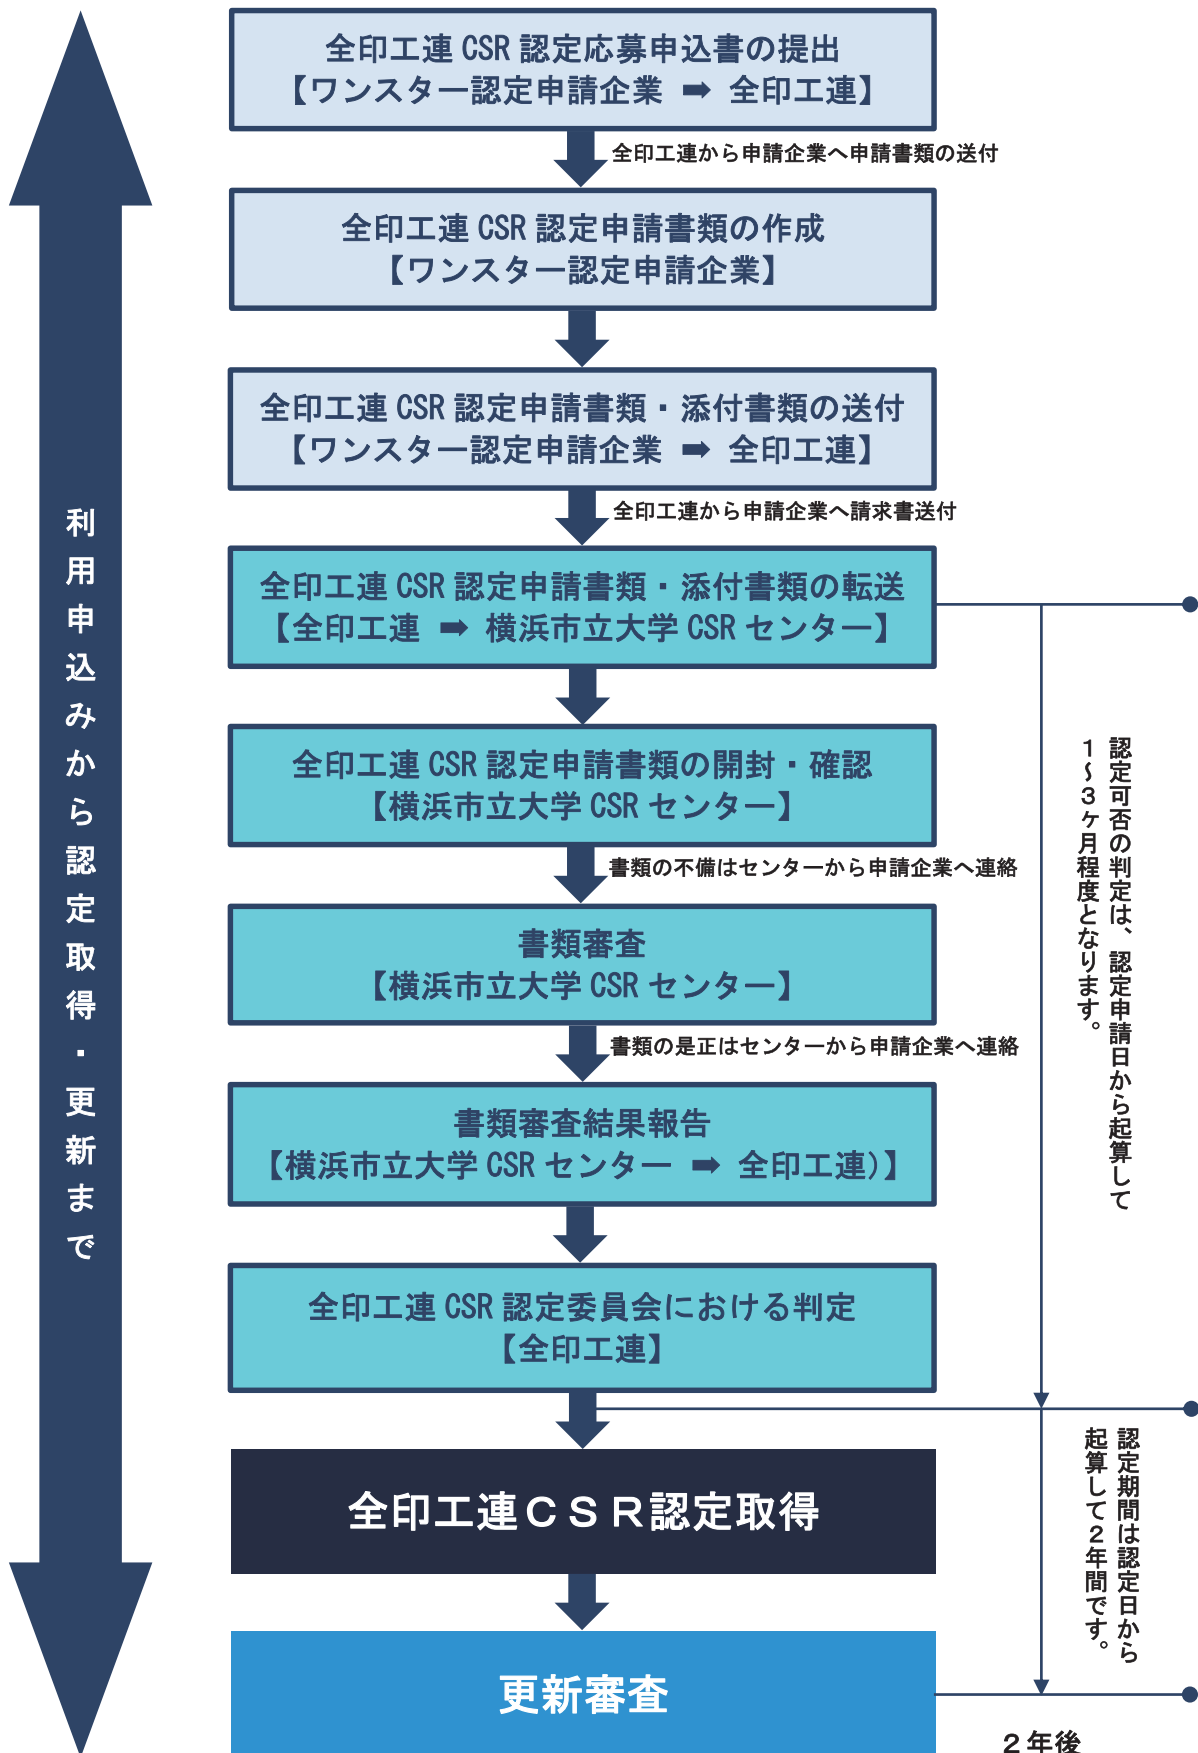 利用申込みから認定取得・更新まで
全印工連 CSR 認定応募申込書の提出
【ワンスター認定申請企業 ➡ 全印工連】
全印工連から申請企業へ申請書類の送付
全印工連 CSR 認定申請書類の作成
【ワンスター認定申請企業】
全印工連 CSR 認定申請書類・添付書類の送付
【ワンスター認定申請企業 ➡ 全印工連】
全印工連から申請企業へ請求書送付
全印工連 CSR 認定申請書類・添付書類の転送
【全印工連 ➡ 横浜市立大学 CSR センター】
全印工連 CSR 認定申請書類の開封・確認
【横浜市立大学 CSR センター】
書類の不備はセンターから申請企業へ連絡
書類審査
【横浜市立大学 CSR センター】
書類の是正はセンターから申請企業へ連絡
書類審査結果報告
【横浜市立大学 CSR センター ➡ 全印工連)】
全印工連 CSR 認定委員会における判定
【全印工連】
認定可否の判定は、認定申請日から起算して
1～3ヶ月程度となります。
全印工連ＣＳＲ認定取得
認定期間は認定日から
起算して2年間です。
更新審査
２年後